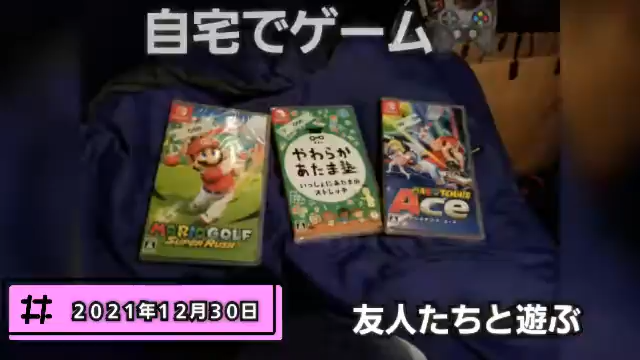 自宅でゲーム
MARIO GOLF
SUPER RUSH
やわらか
あたま塾
いっしょにあたまのストレッチ
MARIO TENNIS
Ace
# 2021年12月30日
友人たちと遊ぶ